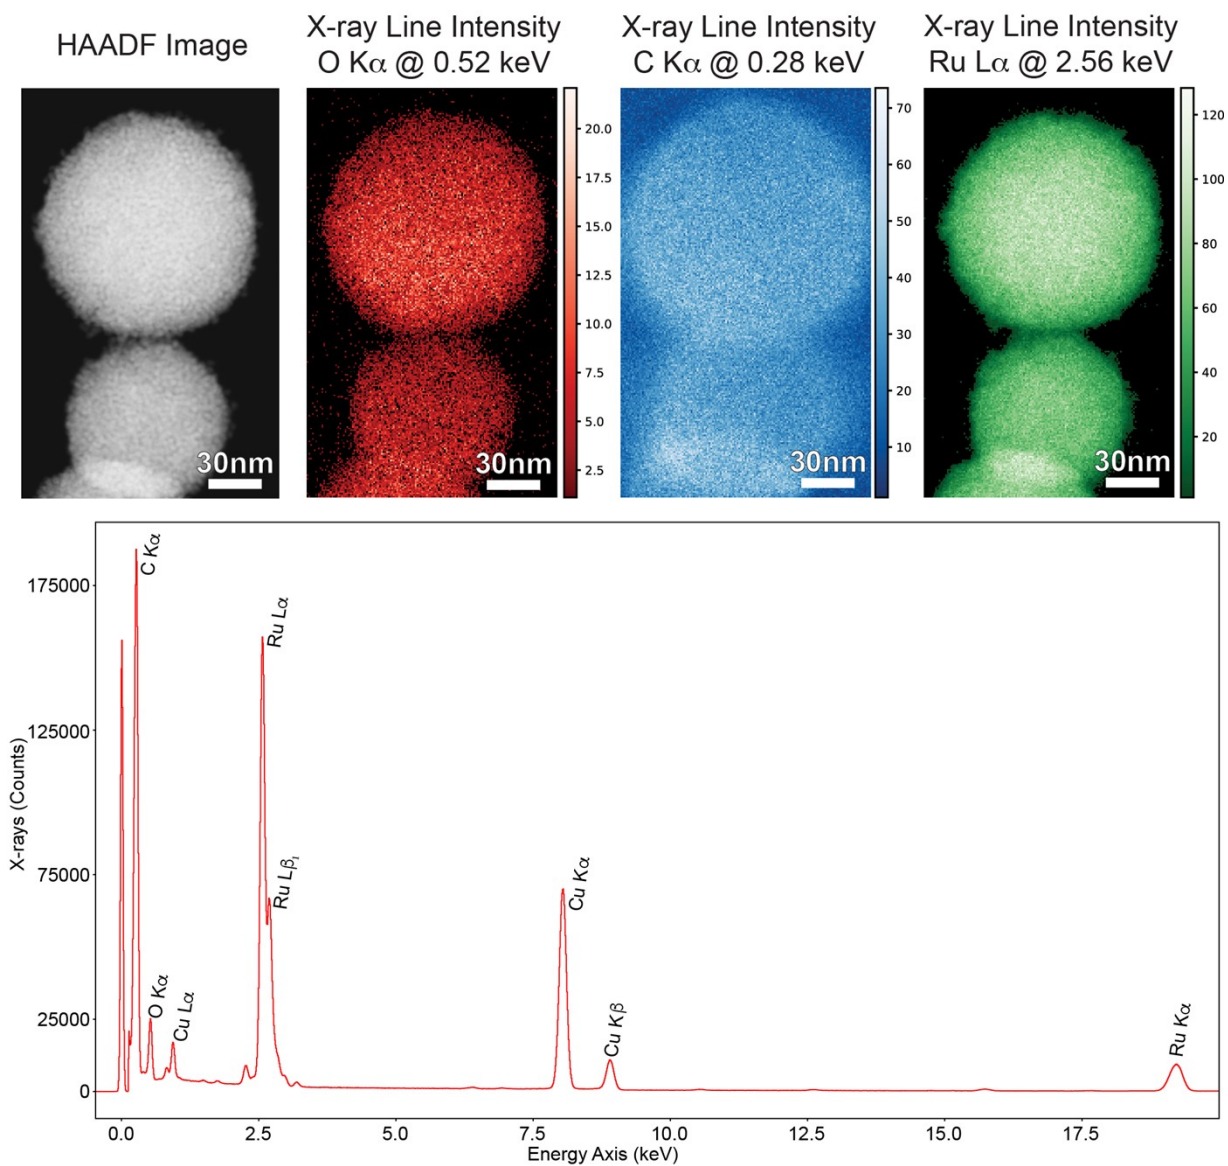 HAADF Image
X-ray Line Intensity
O Kα @ 0.52 keV
X-ray Line Intensity
C Kα @ 0.28 keV
X-ray Line Intensity
Ru Lα @ 2.56 keV
30nm
20.0
17.5
15.0
12.5
10.0
7.5
5.0
2.5
30nm
70
60
50
40
30
20
10
30nm
120
100
80
60
40
20
30nm
X-rays (Counts)
175000
125000
75000
25000
0
C Kα
O Kα
Cu Lα
Ru Lα
Ru Lβ₁
Cu Kα
Cu Kβ
Ru Kα
0.0
2.5
5.0
7.5
10.0
12.5
15.0
17.5
Energy Axis (keV)